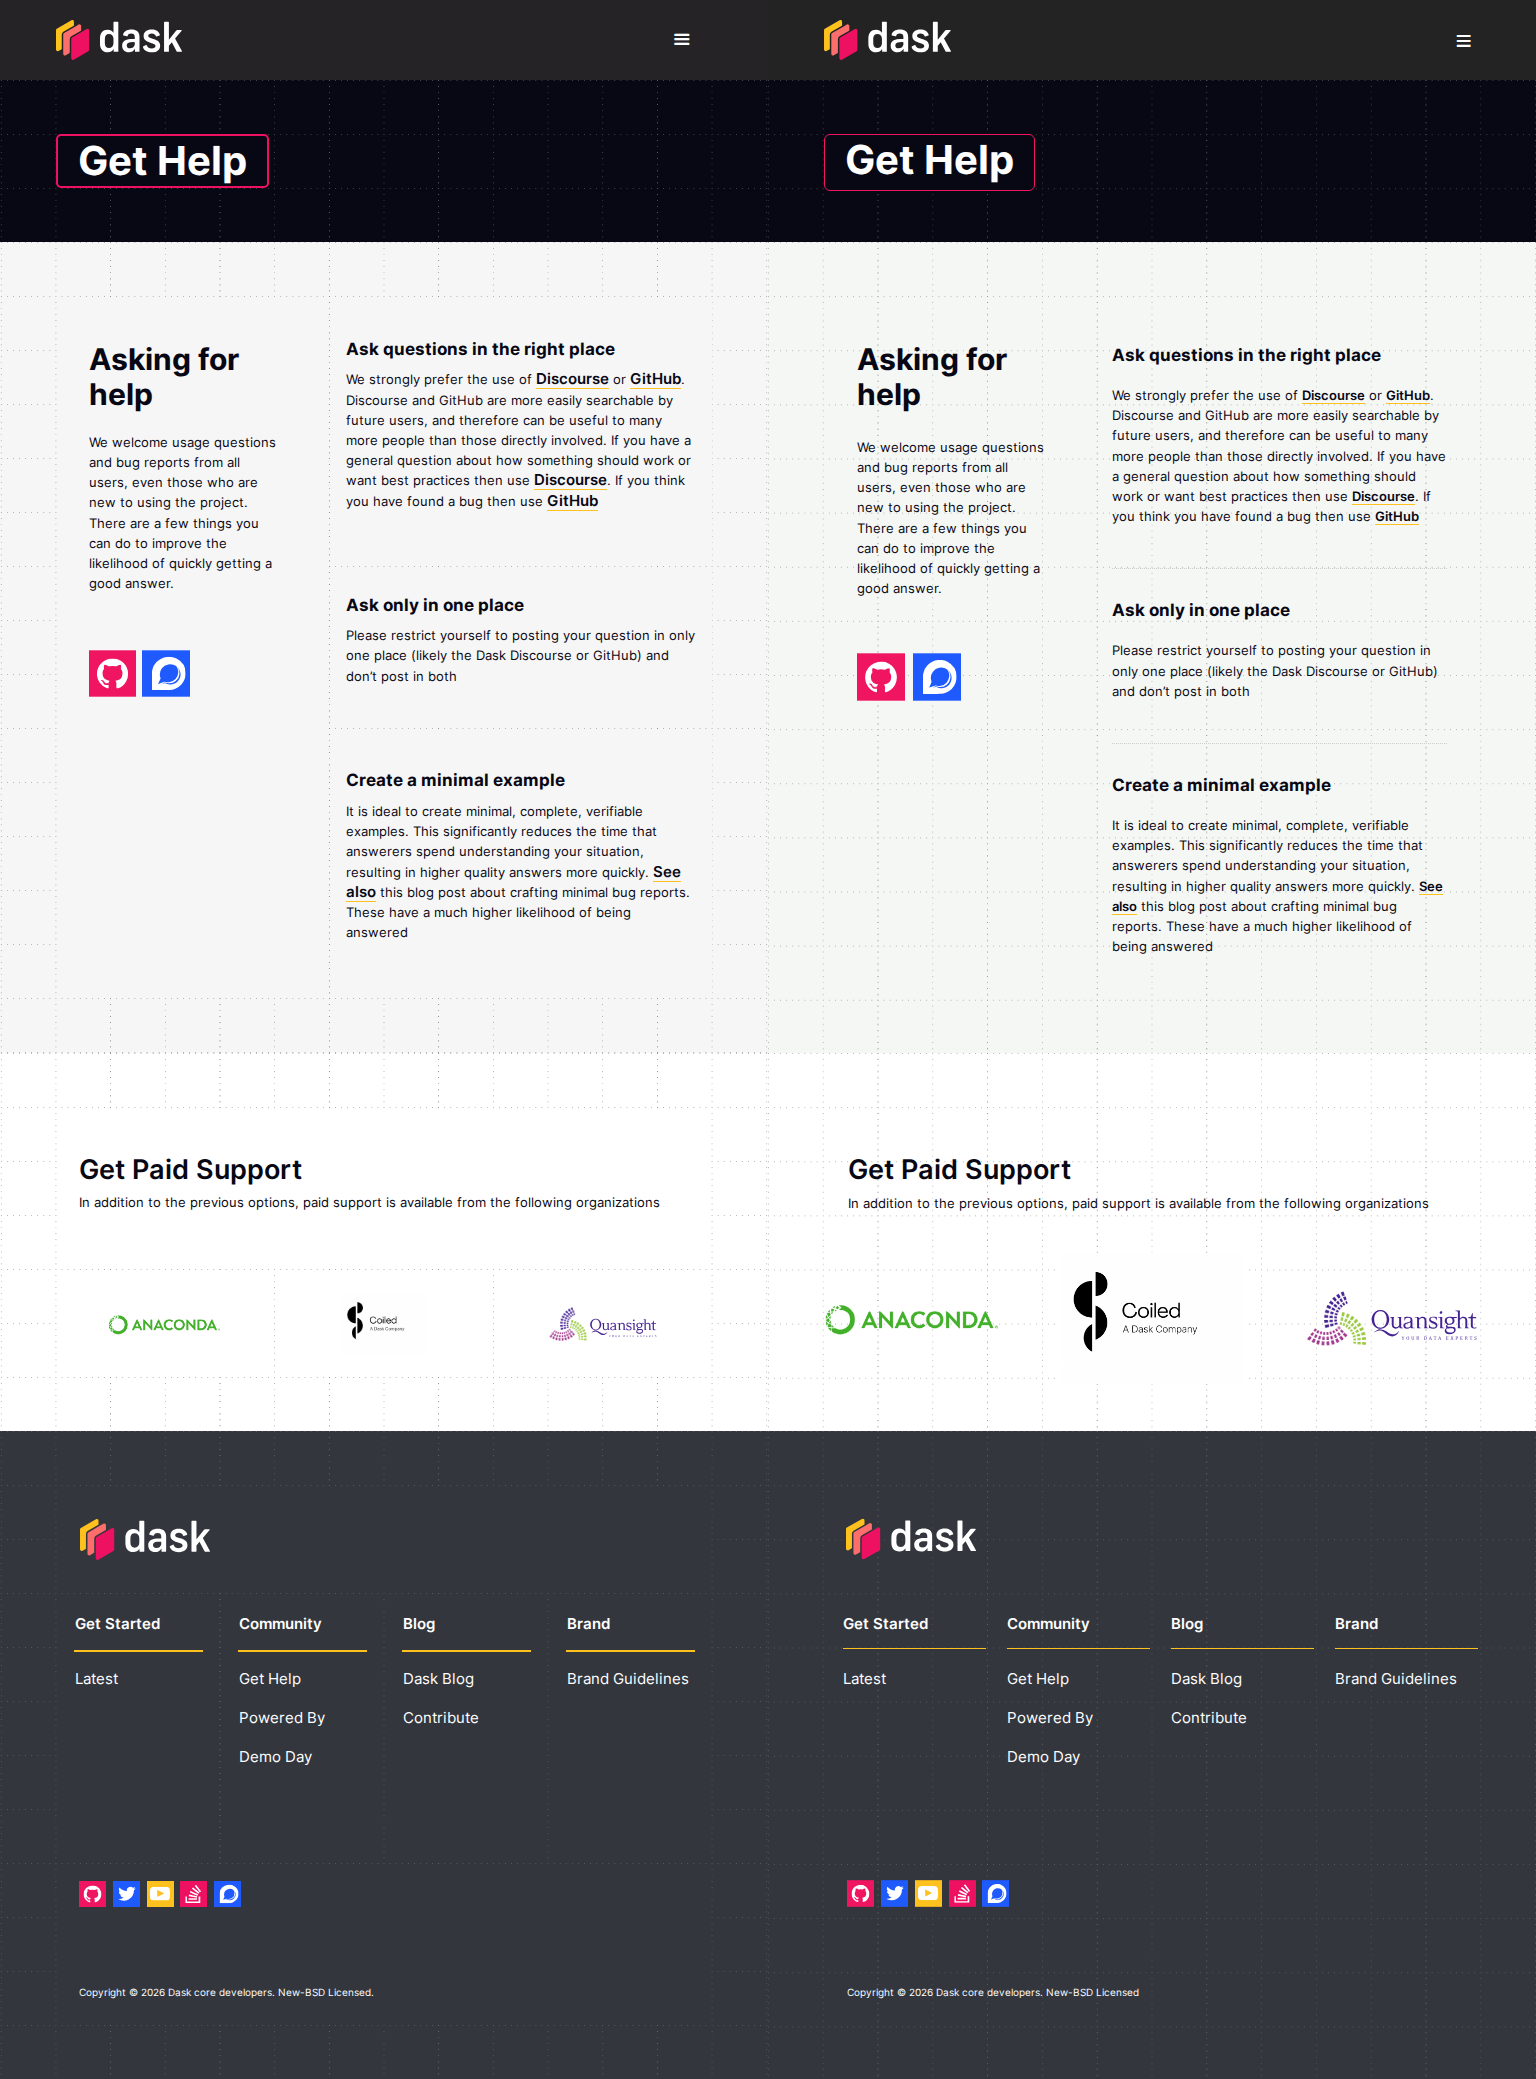 dask
Get Help
Asking for
help
We welcome usage questions
and bug reports from all
users, even those who are
new to using the project.
There are a few things you
can do to improve the
likelihood of quickly getting a
good answer.
Ask questions in the right place
We strongly prefer the use of Discourse or GitHub.
Discourse and GitHub are more easily searchable by
future users, and therefore can be useful to many
more people than those directly involved. If you have a
general question about how something should work or
want best practices then use Discourse. If you think
you have found a bug then use GitHub
Ask only in one place
Please restrict yourself to posting your question in only
one place (likely the Dask Discourse or GitHub) and
don't post in both
Create a minimal example
It is ideal to create minimal, complete, verifiable
examples. This significantly reduces the time that
answerers spend understanding your situation,
resulting in higher quality answers more quickly. See
also this blog post about crafting minimal bug reports.
These have a much higher likelihood of being
answered
Get Paid Support
In addition to the previous options, paid support is available from the following organizations
ANACONDA.
Coiled
A Dask Company
Quansight
YOUR DATA EXPERTS
dask
Get Started
Latest
Community
Get Help
Powered By
Demo Day
Blog
Dask Blog
Contribute
Brand
Brand Guidelines
Copyright © 2026 Dask core developers. New-BSD Licensed.
dask
Get Help
Asking for
help
We welcome usage questions
and bug reports from all
users, even those who are
new to using the project.
There are a few things you
can do to improve the
likelihood of quickly getting a
good answer.
Ask questions in the right place
We strongly prefer the use of Discourse or GitHub.
Discourse and GitHub are more easily searchable by
future users, and therefore can be useful to many
more people than those directly involved. If you have
a general question about how something should
work or want best practices then use Discourse. If
you think you have found a bug then use GitHub
Ask only in one place
Please restrict yourself to posting your question in
only one place (likely the Dask Discourse or GitHub)
and don't post in both
Create a minimal example
It is ideal to create minimal, complete, verifiable
examples. This significantly reduces the time that
answerers spend understanding your situation,
resulting in higher quality answers more quickly. See
also this blog post about crafting minimal bug
reports. These have a much higher likelihood of
being answered
Get Paid Support
In addition to the previous options, paid support is available from the following organizations
ANACONDA.
Coiled
A Dask Company
Quansight
YOUR DATA EXPERTS
dask
Get Started
Latest
Community
Get Help
Powered By
Demo Day
Blog
Dask Blog
Contribute
Brand
Brand Guidelines
Copyright © 2026 Dask core developers. New-BSD Licensed